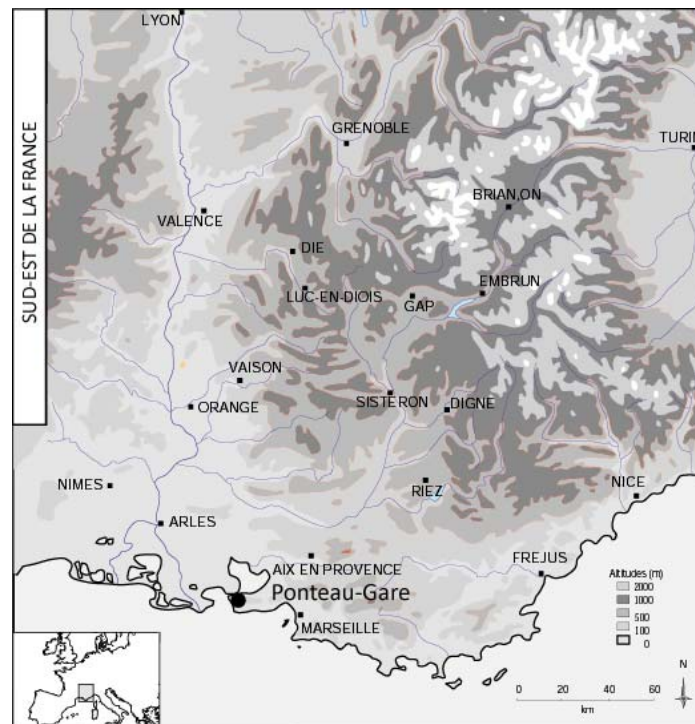 LYON
SUD-EST DE LA FRANCE
GRENOBLE
TURIN
BRIAN,ON
VALENCE
DIE
EMBRUN
LUC-EN-DIOIS
GAP
VAISON
SISTERON
DIGNE
ORANGE
NIMES
RIEZ
NICE
ARLES
AIX EN PROVENCE
FREJUS
Ponteau-Gare
MARSEILLE
Altitudes (m)
2000
1000
500
100
0
N
0 20 60
km